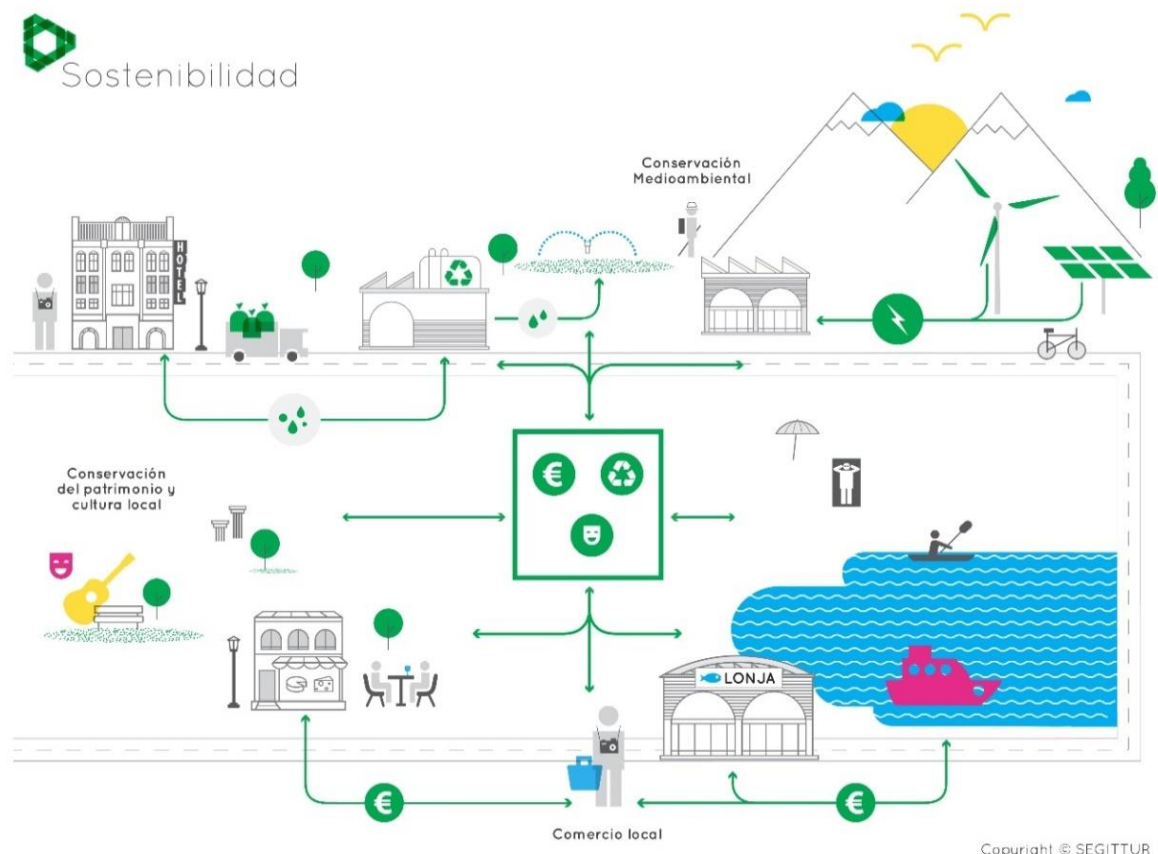 Sostenibilidad
Conservación
Medioambiental
HOTEL
Conservación
del patrimonio y
cultura local
€
LONJA
€
€
Comercio local
Copyright © SEGITTUR